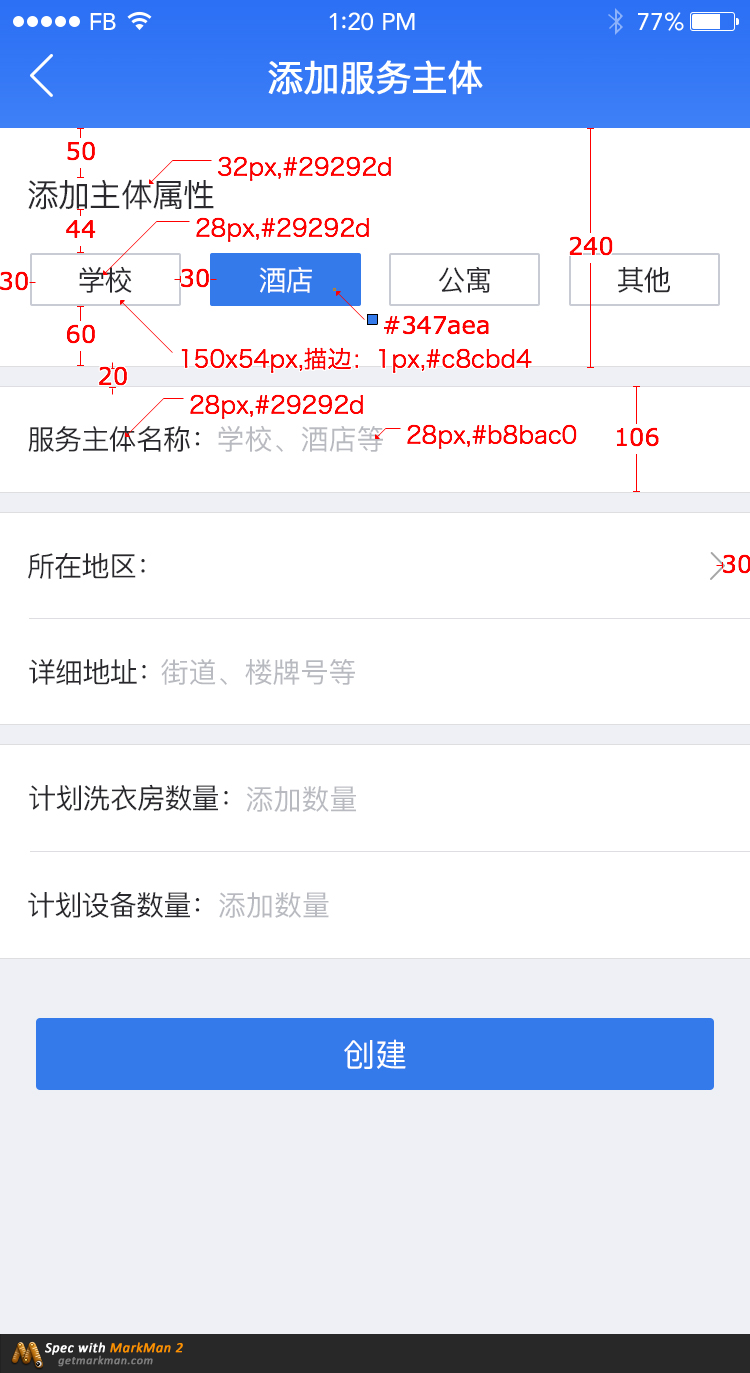 FB 1:20 PM 77%
添加服务主体
50
32px,#29292d
添加主体属性
44
28px,#29292d
240
30 学校 30 酒店 公寓 其他
#347aea
60
150x54px,描边：1px,#c8cbd4
20
28px,#29292d
服务主体名称： 学校、酒店等 28px,#b8bac0 106
所在地区： 30
详细地址： 街道、楼牌号等
计划洗衣房数量： 添加数量
计划设备数量： 添加数量
创建
Spec with MarkMan 2
getmarkman.com